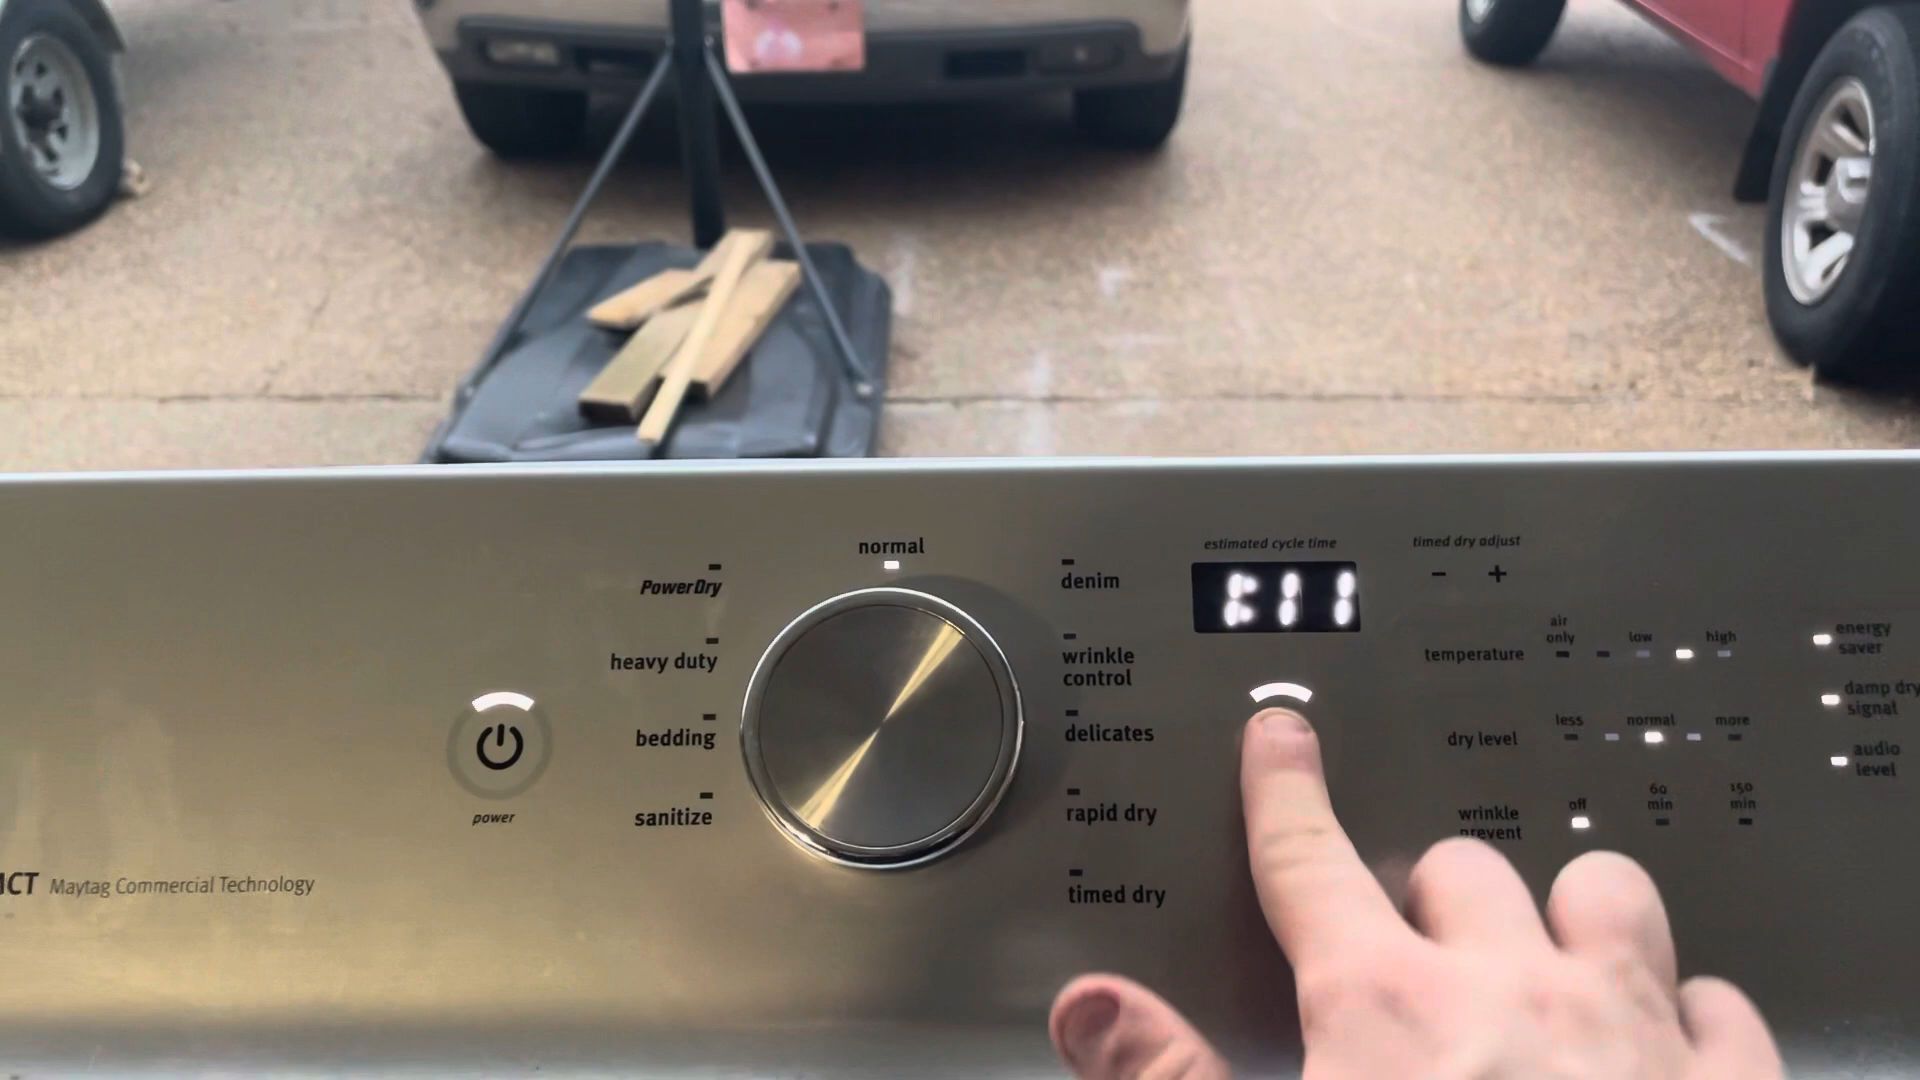 normal
PowerDry
heavy duty
bedding
sanitize
power
MCT Maytag Commercial Technology
denim
wrinkle
control
delicates
rapid dry
timed dry
estimated cycle time
timed dry adjust
- +
air
only
low
high
temperature
less
normal
more
dry level
off
60
min
150
min
wrinkle
prevent
energy
saver
damp dry
signal
audio
level